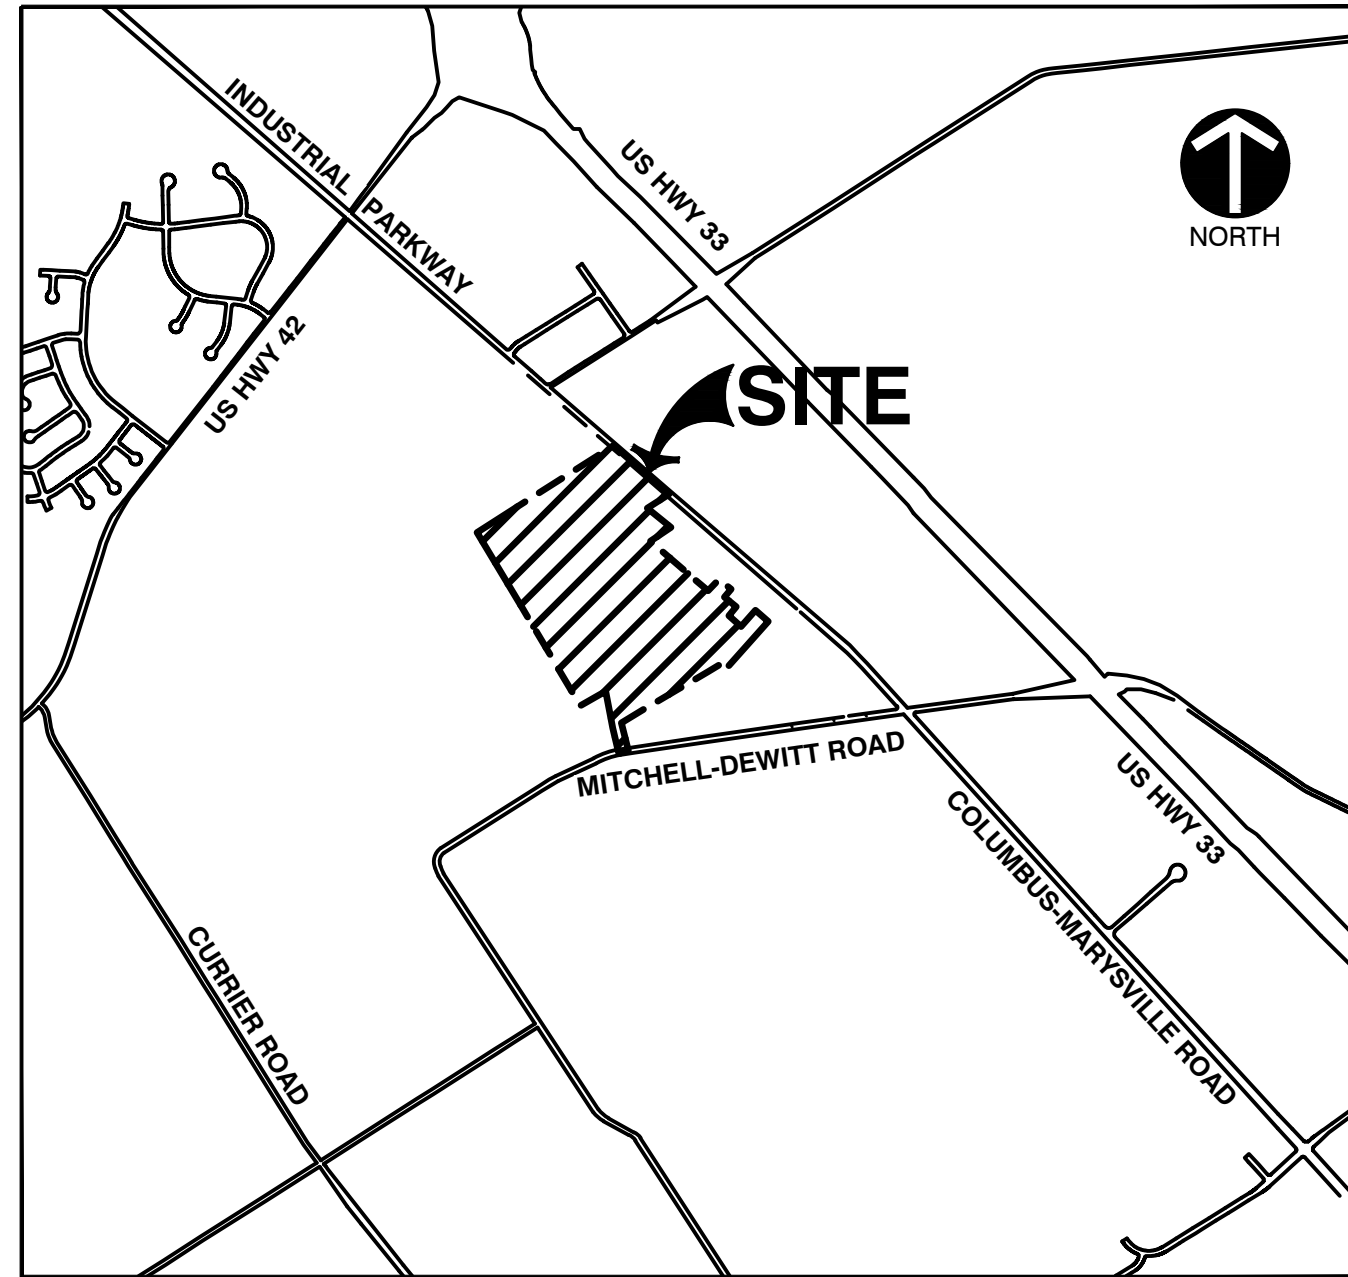 INDUSTRIAL PARKWAY
US HWY 33
NORTH
US HWY 42
SITE
MITCHELL-DEWITT ROAD
US HWY 33
COLUMBUS-MARYSVILLE ROAD
CURRIER ROAD